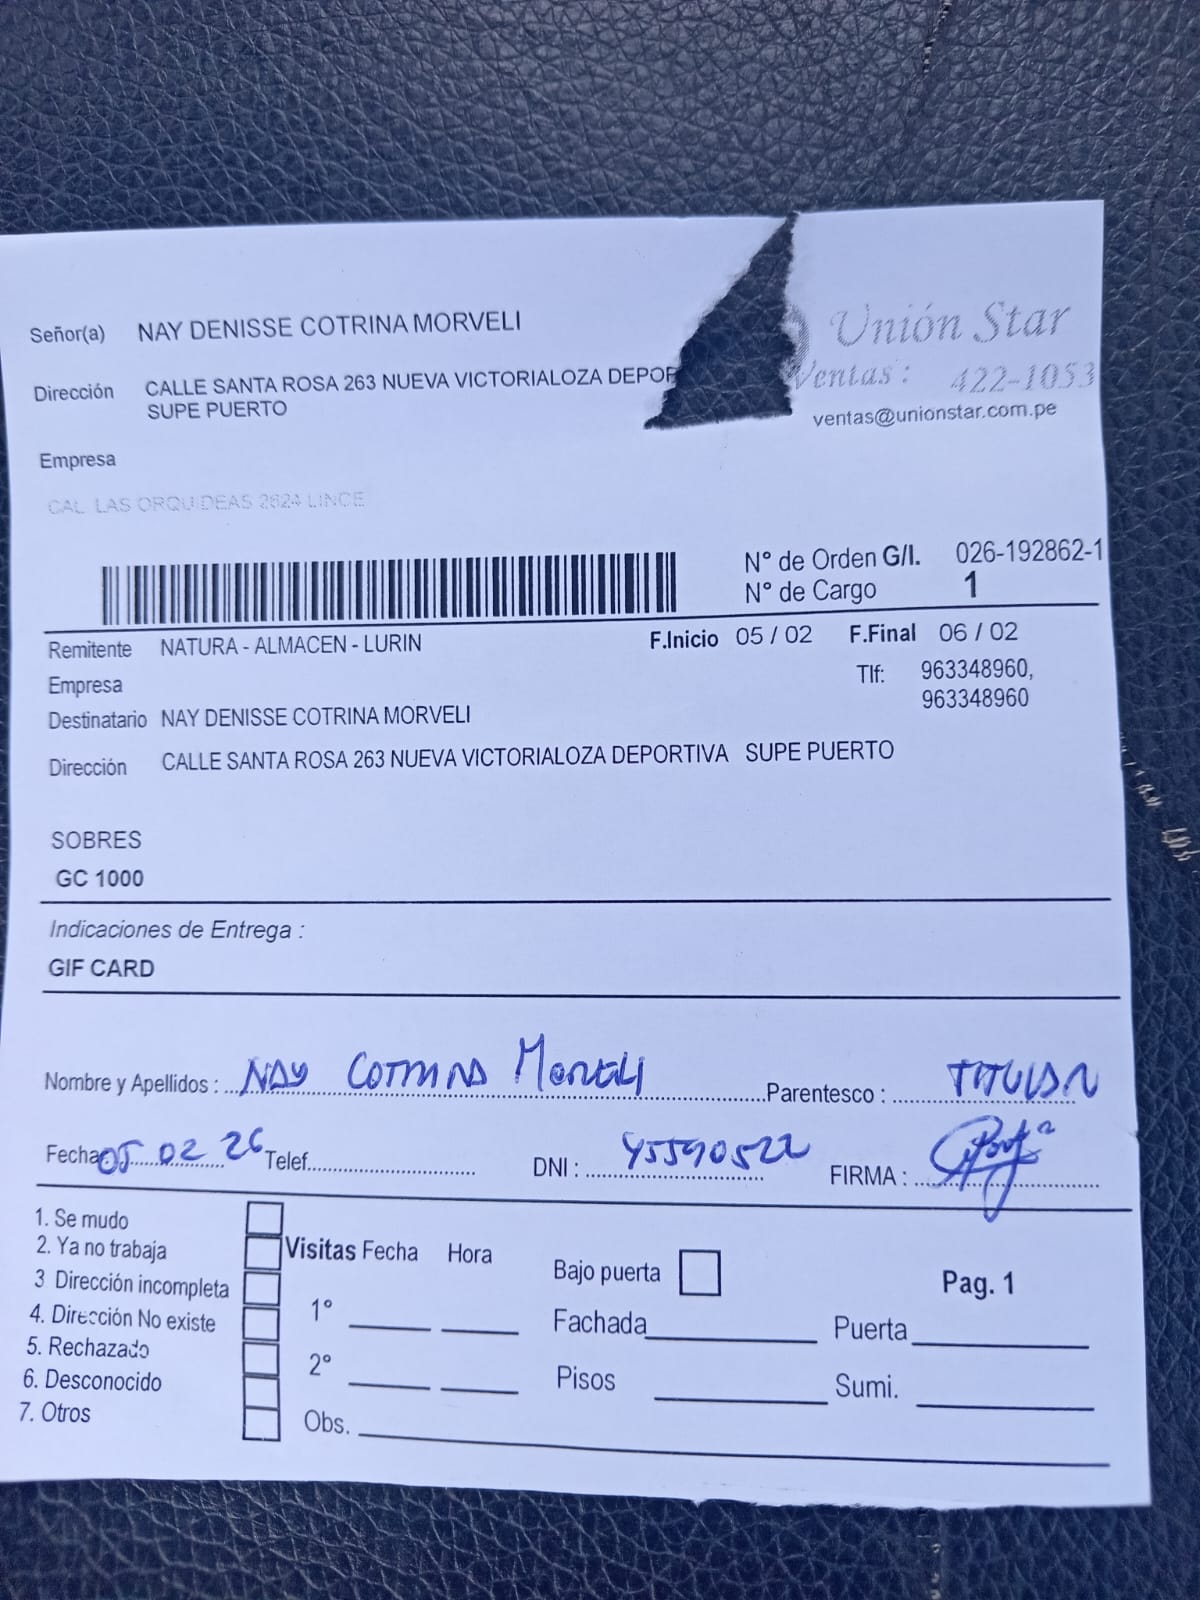 Unión Star
Señor(a) NAY DENISSE COTRINA MORVELI
Ventas: 422-1053
Dirección CALLE SANTA ROSA 263 NUEVA VICTORIALOZA DEPOR
SUPE PUERTO
ventas@unionstar.com.pe
Empresa
CAL LAS ORQUIDEAS 2624 LINCE
N° de Orden G/I. 026-192862-1
N° de Cargo 1
Remitente NATURA - ALMACEN - LURIN F.Inicio 05 / 02 F.Final 06 / 02
Empresa Tlf: 963348960,
963348960
Destinatario NAY DENISSE COTRINA MORVELI
Dirección CALLE SANTA ROSA 263 NUEVA VICTORIALOZA DEPORTIVA SUPE PUERTO
SOBRES
GC 1000
Indicaciones de Entrega :
GIF CARD
Nombre y Apellidos : NAY COTRINA Morveli Parentesco : TITULAR
Fecha 05 02 26 Telef. DNI : 45590522 FIRMA :
1. Se mudo
2. Ya no trabaja Visitas Fecha Hora Bajo puerta Pag. 1
3 Dirección incompleta
4. Dirección No existe 1° Fachada Puerta
5. Rechazado
6. Desconocido 2° Pisos Sumi.
7. Otros Obs.